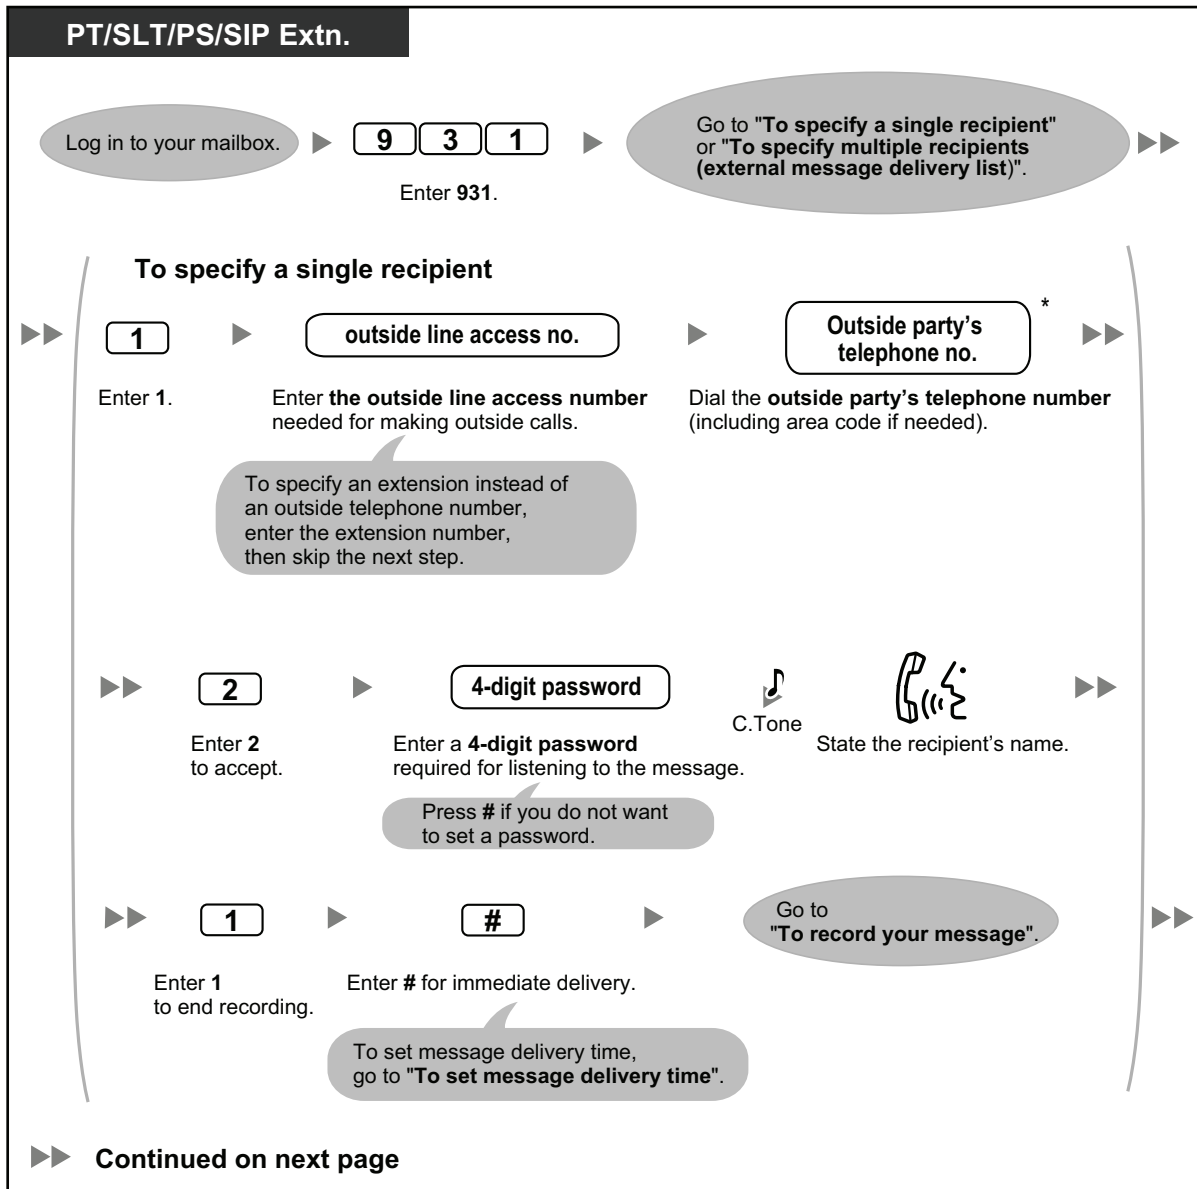 PT/SLT/PS/SIP Extn.
Log in to your mailbox.
9 3 1
Enter 931.
Go to "To specify a single recipient"
or "To specify multiple recipients
(external message delivery list)".
To specify a single recipient
1
Enter 1.
outside line access no.
Enter the outside line access number
needed for making outside calls.
To specify an extension instead of
an outside telephone number,
enter the extension number,
then skip the next step.
Outside party's
telephone no.
*
Dial the outside party's telephone number
(including area code if needed).
2
Enter 2
to accept.
4-digit password
Enter a 4-digit password
required for listening to the message.
Press # if you do not want
to set a password.
C.Tone
State the recipient's name.
1
Enter 1
to end recording.
#
Enter # for immediate delivery.
To set message delivery time,
go to "To set message delivery time".
Go to
"To record your message".
Continued on next page